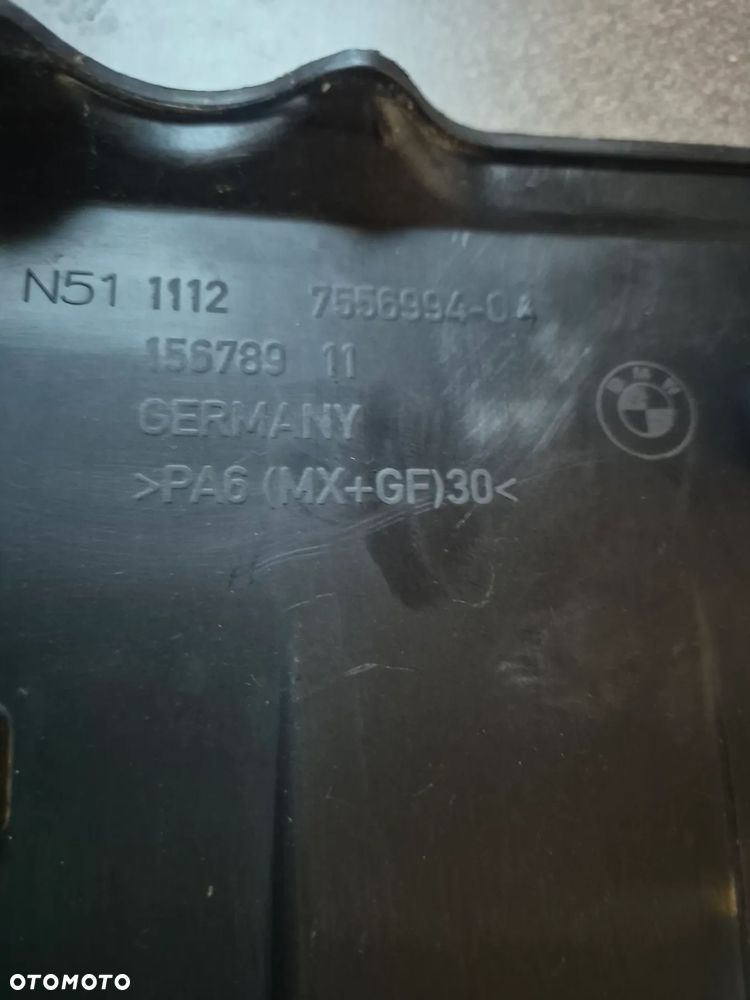 N51 1112 7556994-04
156789 11
GERMANY
>PA6 (MX+GF)30<
BMW
OTOMOTO